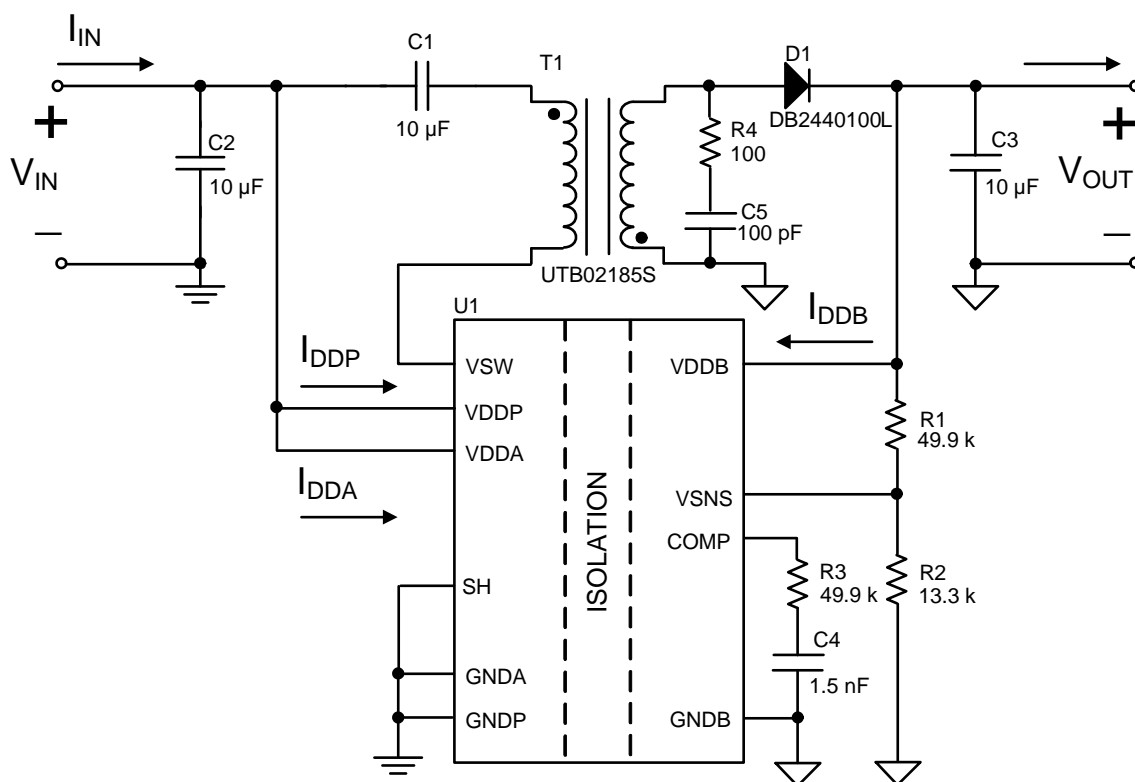 I_IN
C1
10 µF
T1
D1
DB2440100L
+
V_IN
–
C2
10 µF
R4
100
C5
100 pF
C3
10 µF
+
V_OUT
–
UTB02185S
U1
I_DDP
I_DDA
I_DDB
VSW
VDDP
VDDA
SH
GNDA
GNDP
ISOLATION
VDDB
VSNS
COMP
GNDB
R1
49.9 k
R3
49.9 k
R2
13.3 k
C4
1.5 nF